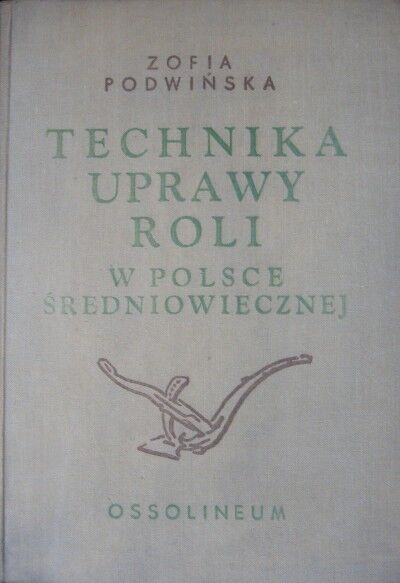 ZOFIA
PODWIŃSKA
TECHNIKA
UPRAWY
ROLI
W POLSCE
ŚREDNIOWIECZNEJ
OSSOLINEUM